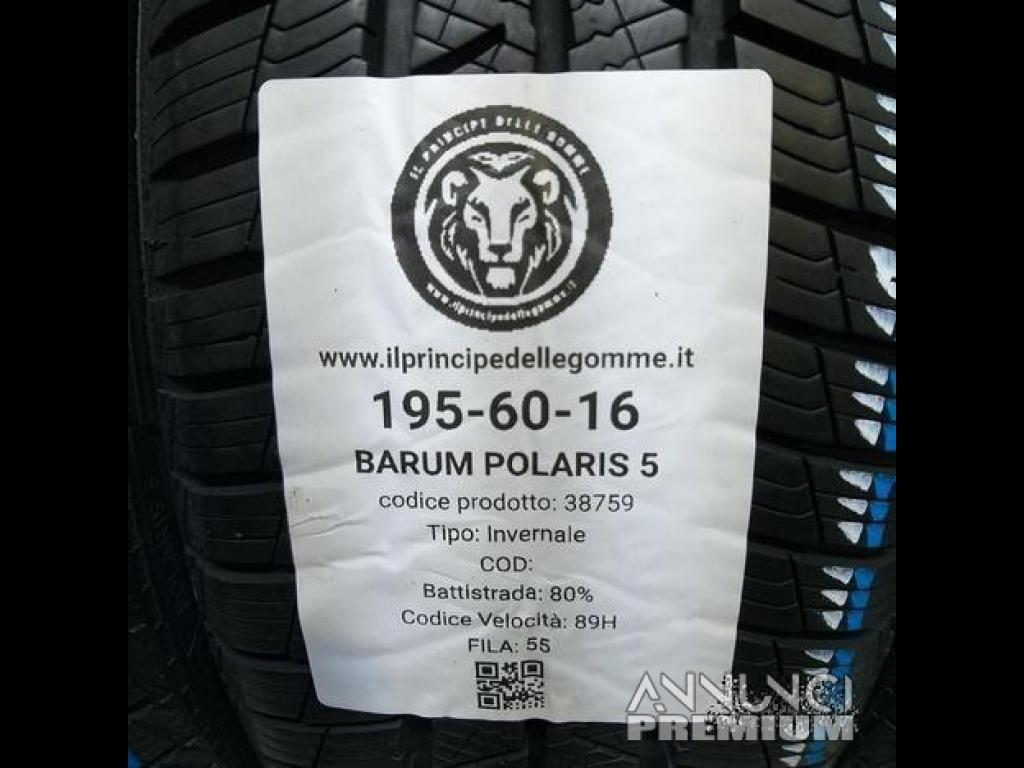 IL PRINCIPE DELLE GOMME
www.ilprincipedellegomme.it
www.ilprincipedellegomme.it
195-60-16
BARUM POLARIS 5
codice prodotto: 38759
Tipo: Invernale
COD:
Battistrada: 80%
Codice Velocità: 89H
FILA: 55
ANNUNCI
PREMIUM